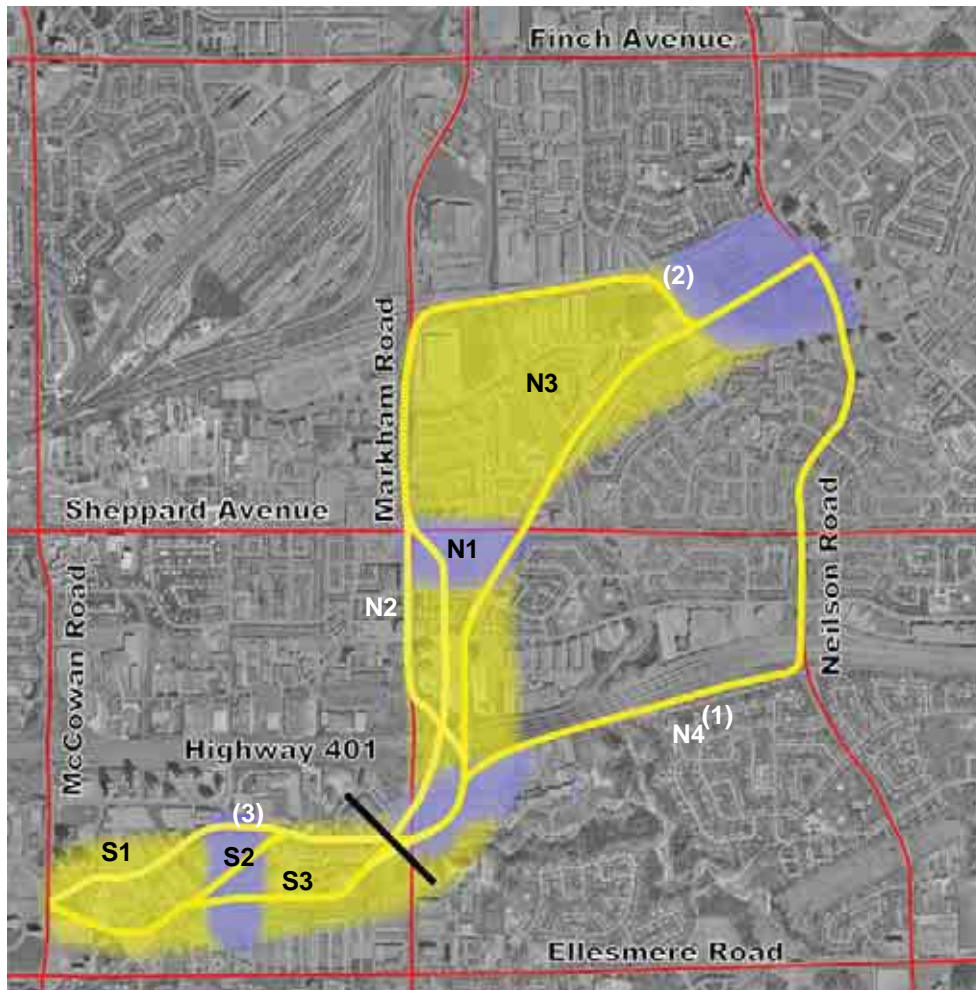 Finch Avenue
(2)
Markham Road
N3
Sheppard Avenue
N1
N2
Neilson Road
McCowan Road
(1)
N4
Highway 401
(3)
S1
S2
S3
Ellesmere Road